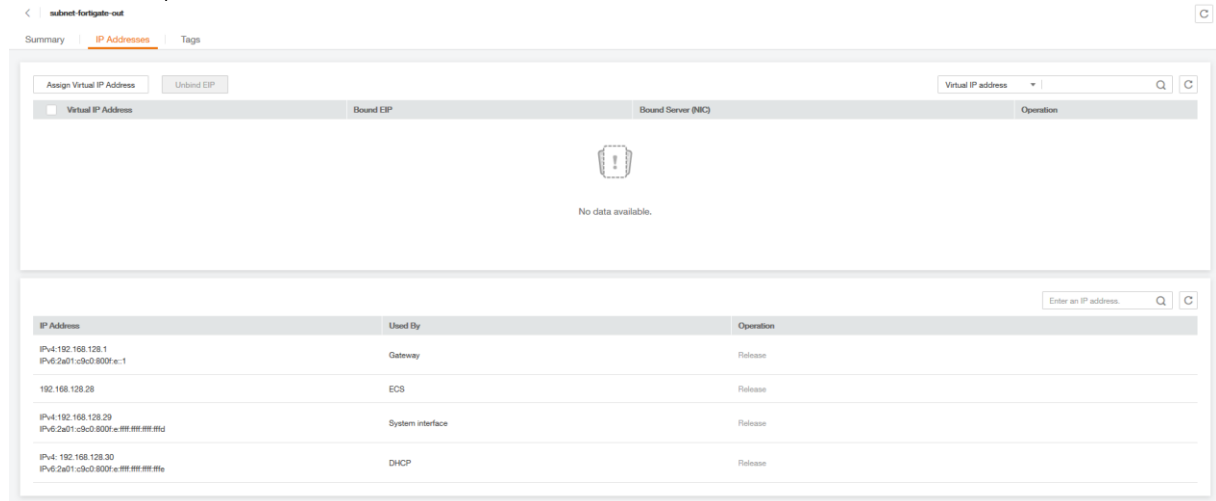 subnet-fortigate-out
Summary IP Addresses Tags
Assign Virtual IP Address Unbind EIP Virtual IP address
Virtual IP Address Bound EIP Bound Server (NIC) Operation
No data available.
Enter an IP address.
IP Address Used By Operation
IPv4:192.168.128.1
IPv6:2a01:c9c0:800f:e::1
Gateway Release
192.168.128.28 ECS Release
IPv4:192.168.128.29
IPv6:2a01:c9c0:800f:e:ffff:ffff:ffff:fffd
System interface Release
IPv4: 192.168.128.30
IPv6:2a01:c9c0:800f:e:ffff:ffff:ffff:fffe
DHCP Release